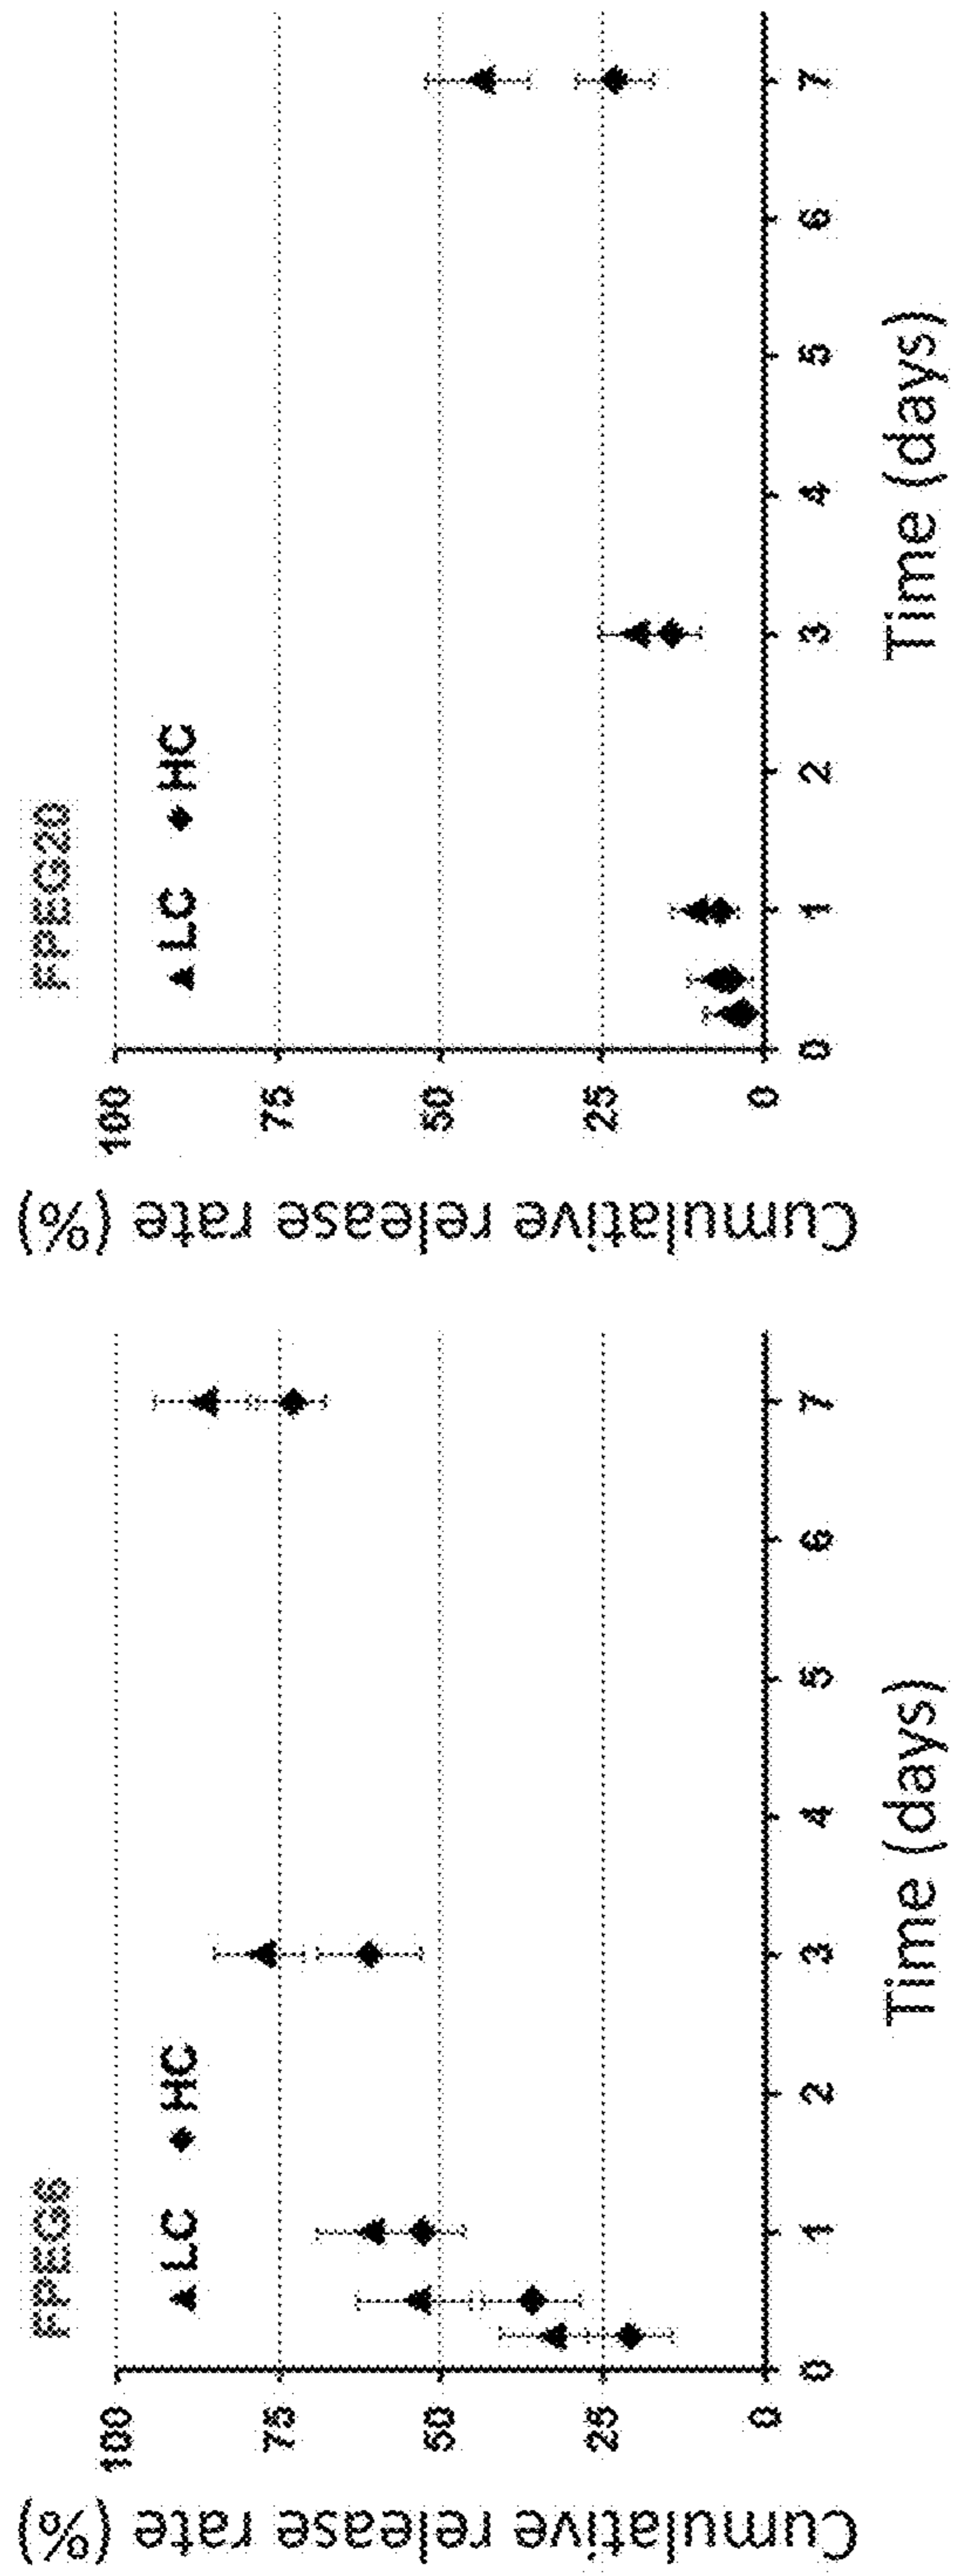 FPEG6
▲ LC ◆ HC
Cumulative release rate (%)
100
75
50
25
0
0 1 2 3 4 5 6 7
Time (days)
FPEG20
▲ LC ◆ HC
Cumulative release rate (%)
100
75
50
25
0
0 1 2 3 4 5 6 7
Time (days)